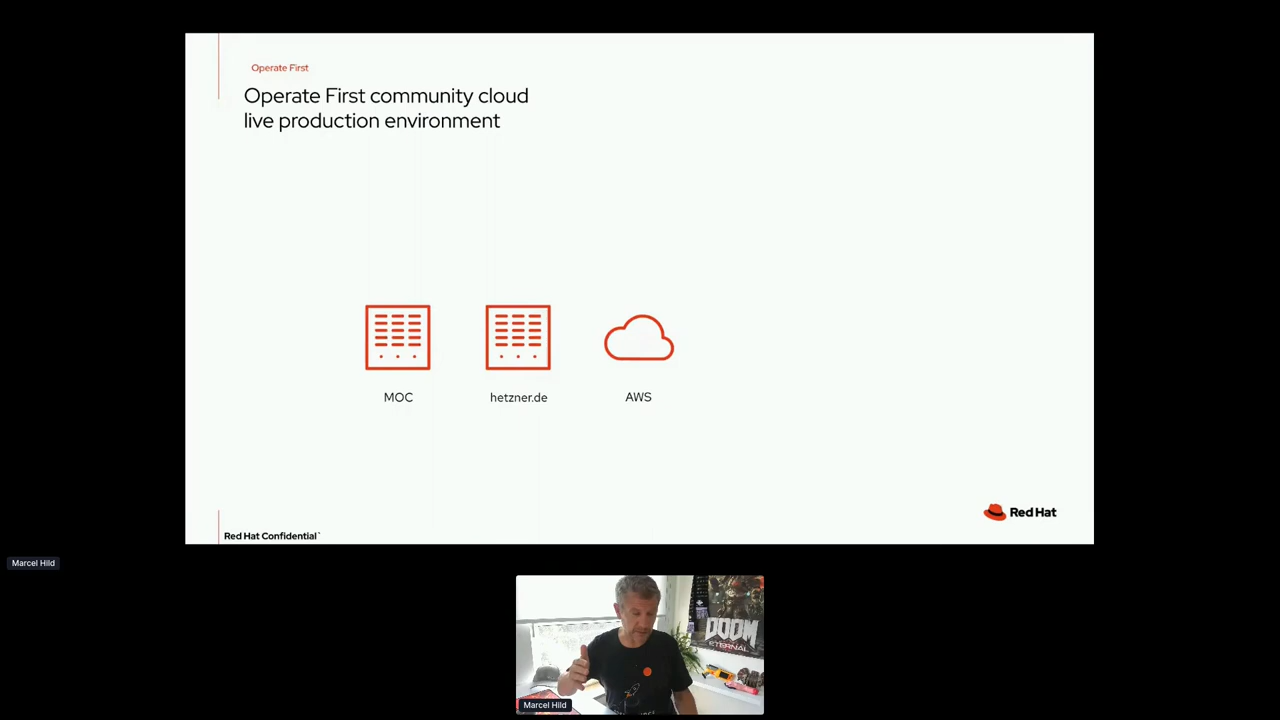 Operate First
Operate First community cloud
live production environment
MOC
hetzner.de
AWS
Red Hat
Red Hat Confidential
Marcel Hild
DOOM
ETERNAL
Marcel Hild